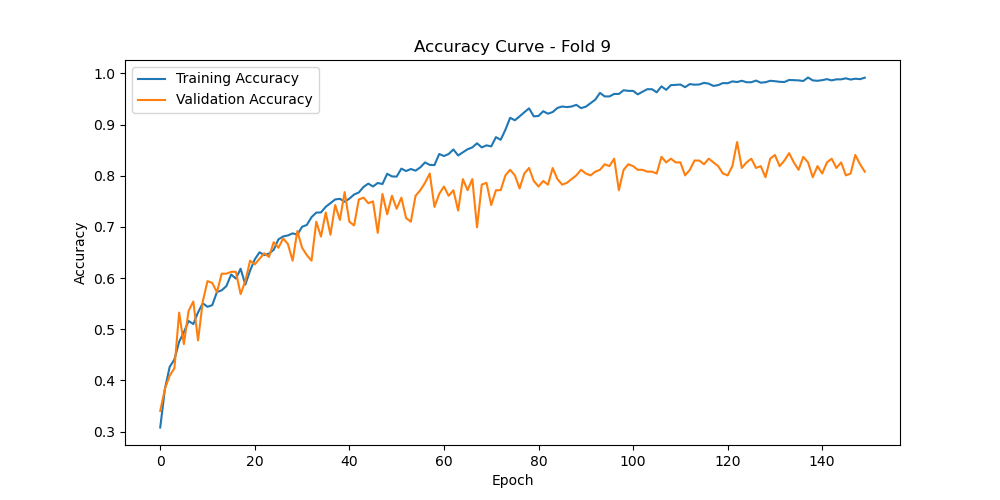 Accuracy Curve - Fold 9
Training Accuracy
Validation Accuracy
1.0
0.9
0.8
0.7
0.6
0.5
0.4
0.3
Accuracy
0 20 40 60 80 100 120 140
Epoch